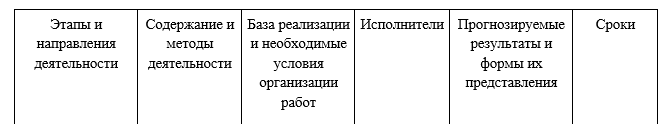 Этапы и
направления
деятельности
Содержание и
методы
деятельности
База реализации
и необходимые
условия
организации
работ
Исполнители
Прогнозируемые
результаты и
формы их
представления
Сроки